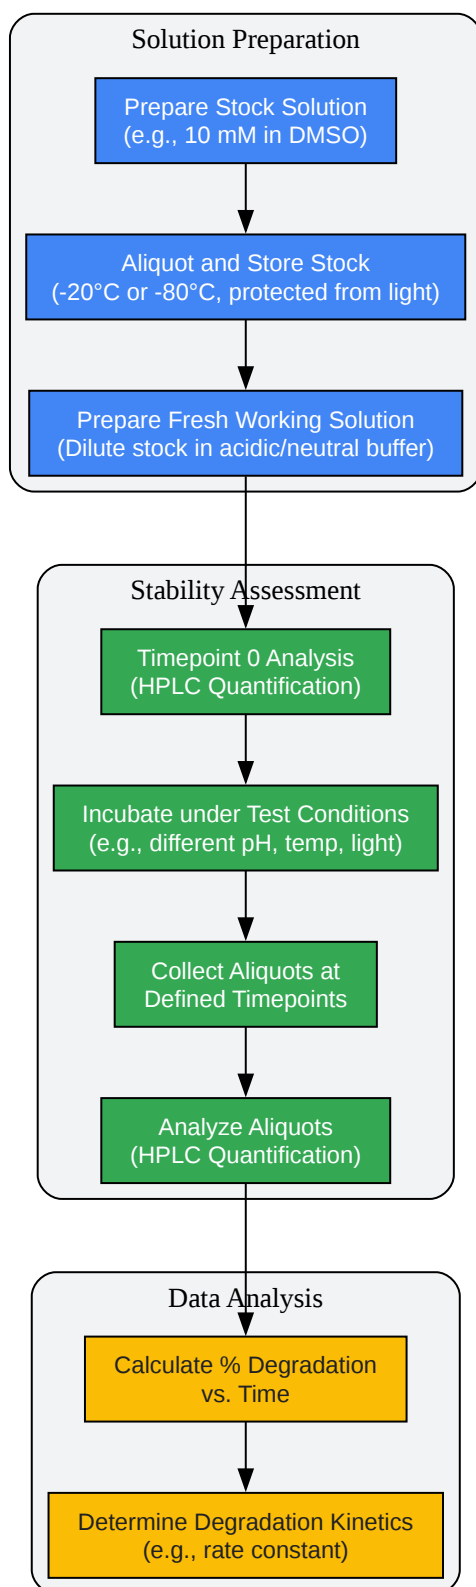 Solution Preparation
Prepare Stock Solution
(e.g., 10 mM in DMSO)
Aliquot and Store Stock
(-20°C or -80°C, protected from light)
Prepare Fresh Working Solution
(Dilute stock in acidic/neutral buffer)
Stability Assessment
Timepoint 0 Analysis
(HPLC Quantification)
Incubate under Test Conditions
(e.g., different pH, temp, light)
Collect Aliquots at
Defined Timepoints
Analyze Aliquots
(HPLC Quantification)
Data Analysis
Calculate % Degradation
vs. Time
Determine Degradation Kinetics
(e.g., rate constant)